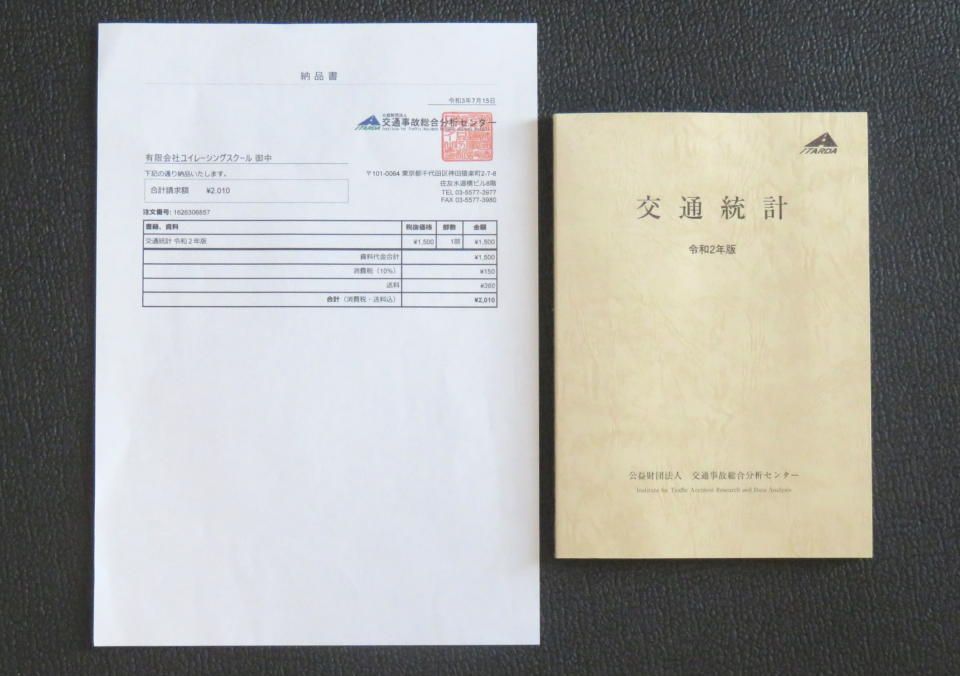 納品書
令和3年7月15日
公益財団法人
ITARDA 交通事故総合分析センター
Institute for Traffic Accident Research and Data Analysis
有限会社ユイレーシングスクール 御中
下記の通り納品いたします。
合計請求額 ¥2,010
〒101-0064 東京都千代田区神田猿楽町2-7-8
住友水道橋ビル8階
TEL 03-5577-3977
FAX 03-5577-3980
注文番号: 1626306857
書籍、資料 税抜価格 部数 金額
交通統計 令和2年版 ¥1,500 1部 ¥1,500
資料代金合計 ¥1,500
消費税(10%) ¥150
送料 ¥360
合計(消費税・送料込) ¥2,010
ITARDA
交通統計
令和2年版
公益財団法人 交通事故総合分析センター
Institute for Traffic Accident Research and Data Analysis